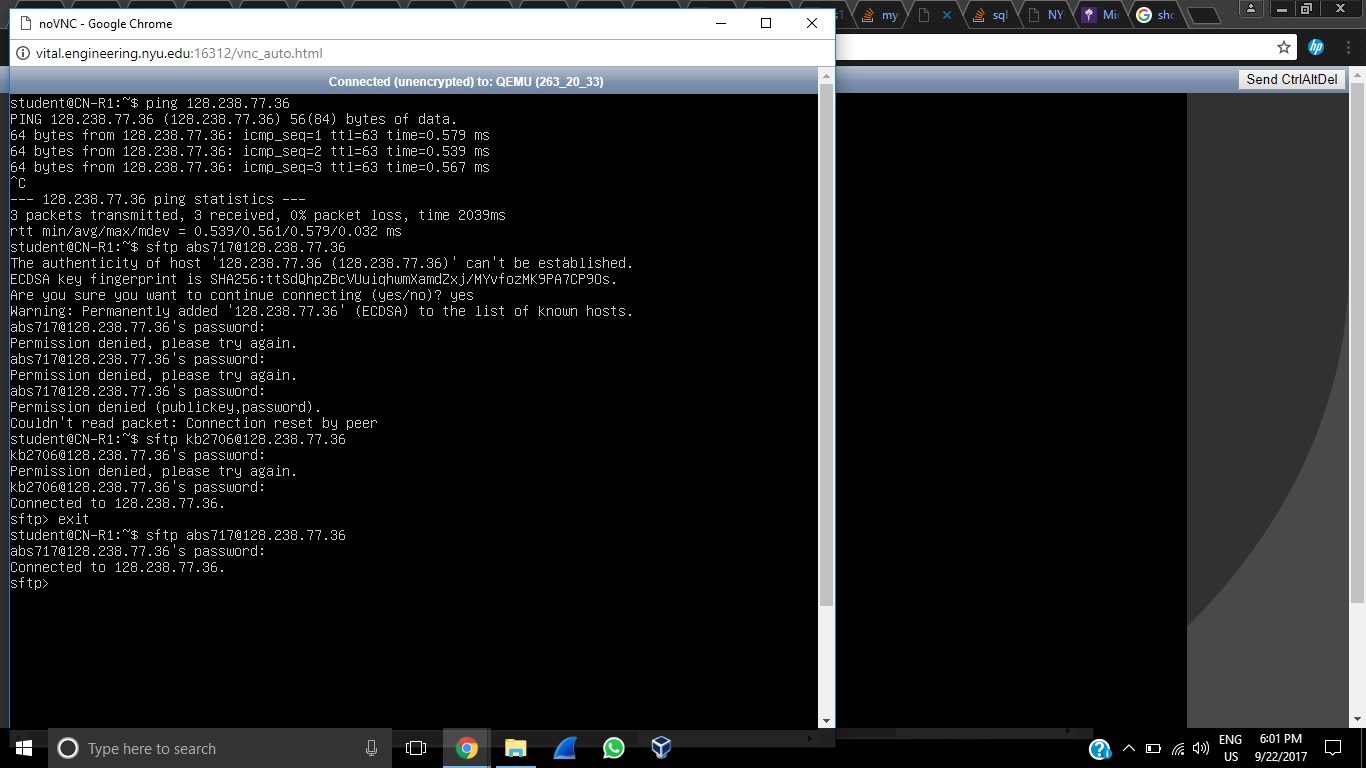 noVNC - Google Chrome
my
sql
NY
Mi
sho
vital.engineering.nyu.edu:16312/vnc_auto.html
Connected (unencrypted) to: QEMU (263_20_33)
Send CtrlAltDel
student@CN-R1:~$ ping 128.238.77.36
PING 128.238.77.36 (128.238.77.36) 56(84) bytes of data.
64 bytes from 128.238.77.36: icmp_seq=1 ttl=63 time=0.579 ms
64 bytes from 128.238.77.36: icmp_seq=2 ttl=63 time=0.539 ms
64 bytes from 128.238.77.36: icmp_seq=3 ttl=63 time=0.567 ms
^C
--- 128.238.77.36 ping statistics ---
3 packets transmitted, 3 received, 0% packet loss, time 2039ms
rtt min/avg/max/mdev = 0.539/0.561/0.579/0.032 ms
student@CN-R1:~$ sftp abs717@128.238.77.36
The authenticity of host '128.238.77.36 (128.238.77.36)' can't be established.
ECDSA key fingerprint is SHA256:ttSdQhpZBcVUuiqhwmXamdZxj/MYvfozMK9PA7CP9Os.
Are you sure you want to continue connecting (yes/no)? yes
Warning: Permanently added '128.238.77.36' (ECDSA) to the list of known hosts.
abs717@128.238.77.36's password:
Permission denied, please try again.
abs717@128.238.77.36's password:
Permission denied, please try again.
abs717@128.238.77.36's password:
Permission denied (publickey,password).
Couldn't read packet: Connection reset by peer
student@CN-R1:~$ sftp kb2706@128.238.77.36
kb2706@128.238.77.36's password:
Permission denied, please try again.
kb2706@128.238.77.36's password:
Connected to 128.238.77.36.
sftp> exit
student@CN-R1:~$ sftp abs717@128.238.77.36
abs717@128.238.77.36's password:
Connected to 128.238.77.36.
sftp>
Type here to search
ENG
US
6:01 PM
9/22/2017